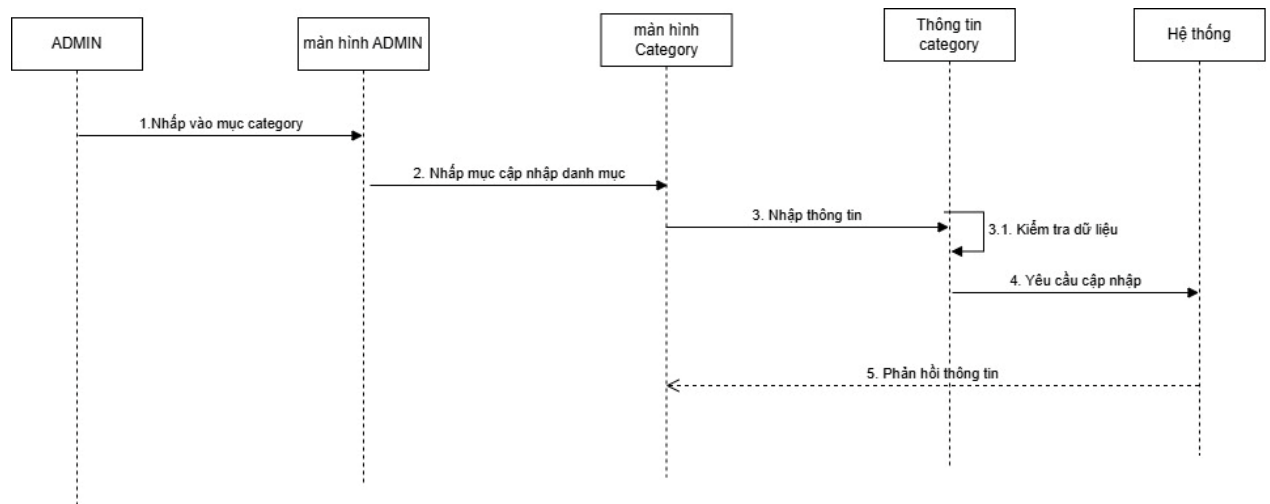 ADMIN
màn hình ADMIN
màn hình
Category
Thông tin
category
Hệ thống
1.Nhấp vào mục category
2. Nhấp mục cập nhập danh mục
3. Nhập thông tin
3.1. Kiểm tra dữ liệu
4. Yêu cầu cập nhập
5. Phản hồi thông tin